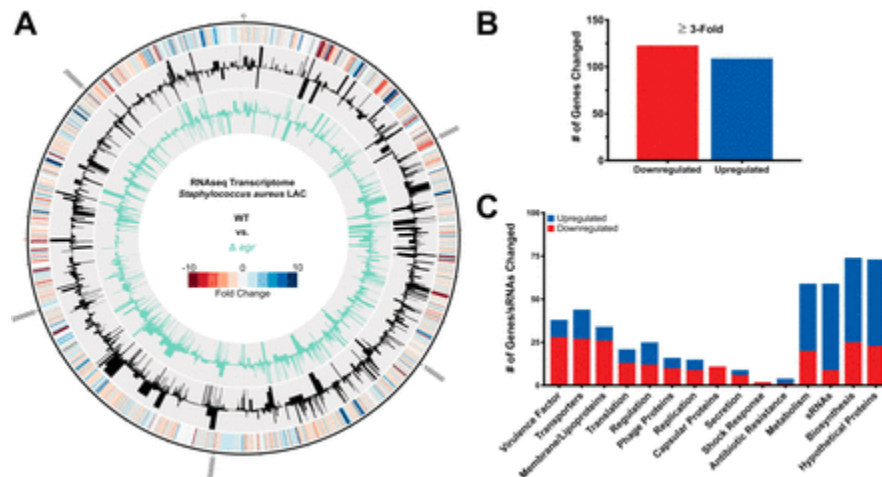 A
RNAseq Transcriptome
Staphylococcus aureus LAC
WT
vs.
Δ agr
-10 0 10
Fold Change
B
≥ 3-Fold
# of Genes Changed
150
100
50
0
Downregulated Upregulated
C
Upregulated
Downregulated
# of Genes/sRNAs Changed
100
75
50
25
0
Virulence Factor
Transporters
Membrane/Lipoproteins
Translation
Regulation
Phage Proteins
Replication
Capsular Proteins
Secretion
Shock Response
Antibiotic Resistance
Metabolism
sRNAs
Biosynthesis
Hypothetical Proteins